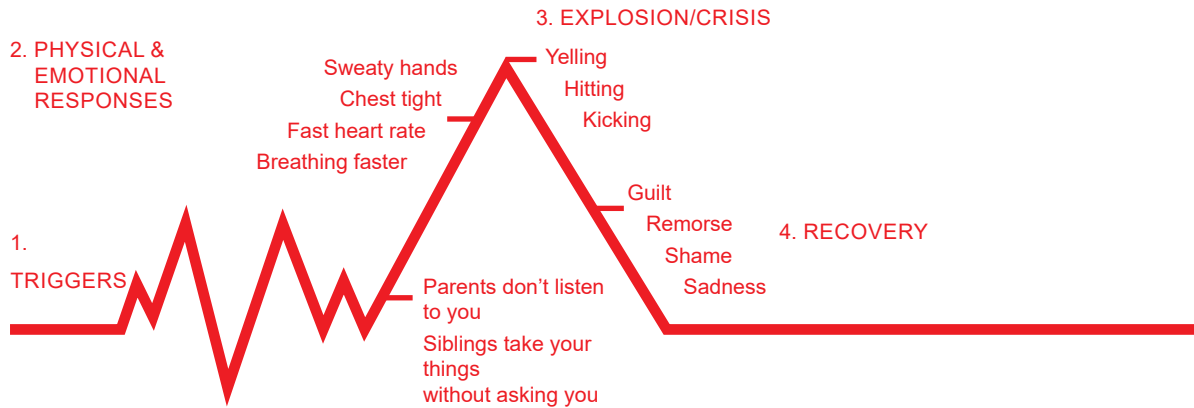 3. EXPLOSION/CRISIS
2. PHYSICAL &
EMOTIONAL
RESPONSES
Sweaty hands
Chest tight
Fast heart rate
Breathing faster
Yelling
Hitting
Kicking
Guilt
Remorse
Shame
Sadness
4. RECOVERY
1.
TRIGGERS
Parents don’t listen
to you
Siblings take your
things
without asking you